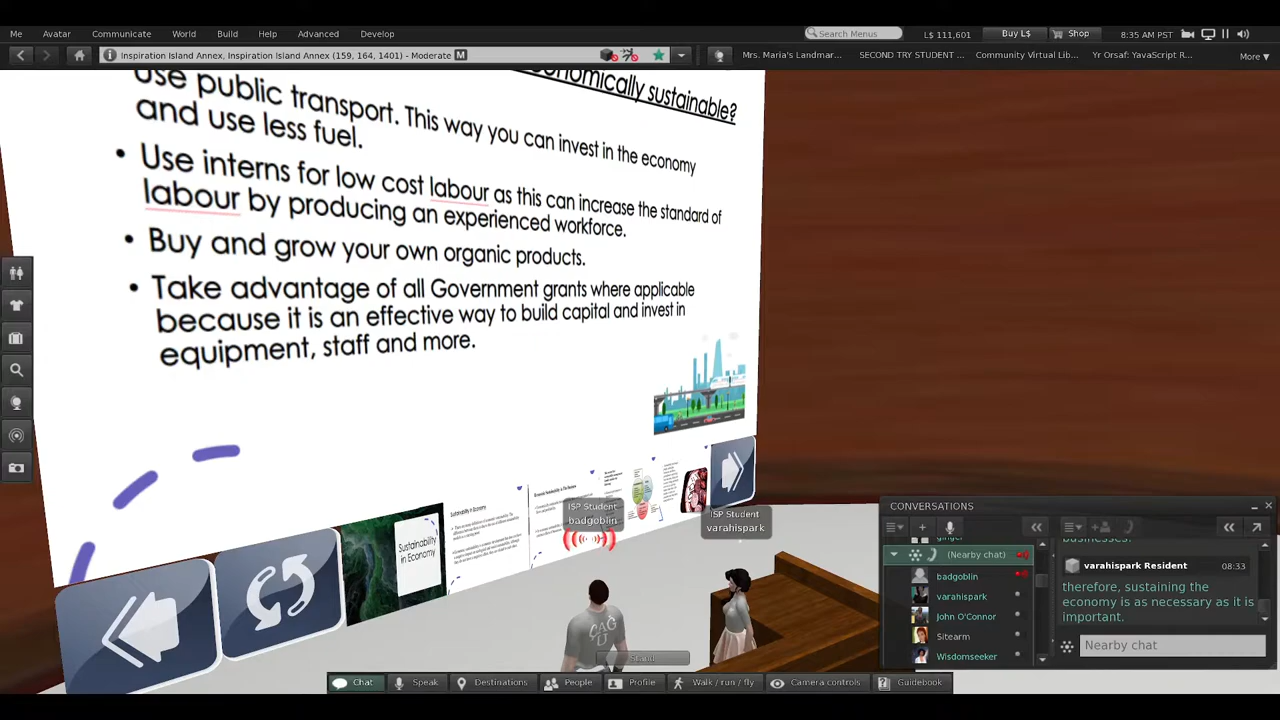 Me Avatar Communicate World Build Help Advanced Develop
Search Menus L$ 111,601 Buy L$ Shop 8:35 AM PST
Inspiration Island Annex, Inspiration Island Annex (159, 164, 1401) - Moderate M
Mrs. Maria's Landmar... SECOND TRY STUDENT ... Community Virtual Lib... Yr Orsaf: YavaScript R... More
economically sustainable?
use public transport. This way you can invest in the economy
and use less fuel.
• Use interns for low cost labour as this can increase the standard of
labour by producing an experienced workforce.
• Buy and grow your own organic products.
• Take advantage of all Government grants where applicable
because it is an effective way to build capital and invest in
equipment, staff and more.
Sustainability
in Economy
Sustainability in Economy
ISP Student
badgoblin
ISP Student
varahispark
Stand
CONVERSATIONS
ginger
(Nearby chat)
badgoblin
varahispark
John O'Connor
Sitearm
Wisdomseeker
businesses.
varahispark Resident 08:33
therefore, sustaining the
economy is as necessary as it is
important.
Nearby chat
Chat Speak Destinations People Profile Walk / run / fly Camera controls Guidebook